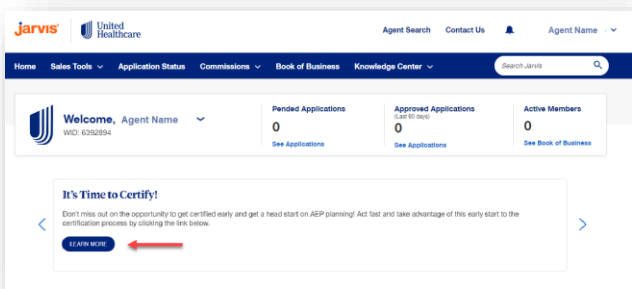 jarvis
United
Healthcare
Agent Search Contact Us Agent Name
Home Sales Tools Application Status Commissions Book of Business Knowledge Center Search Jarvis
Welcome, Agent Name
WID: 6392894
Pended Applications
0
See Applications
Approved Applications
(Last 60 days)
0
See Applications
Active Members
0
See Book of Business
It's Time to Certify!
Don't miss out on the opportunity to get certified early and get a head start on AEP planning! Act fast and take advantage of this early start to the
certification process by clicking the link below.
LEARN MORE